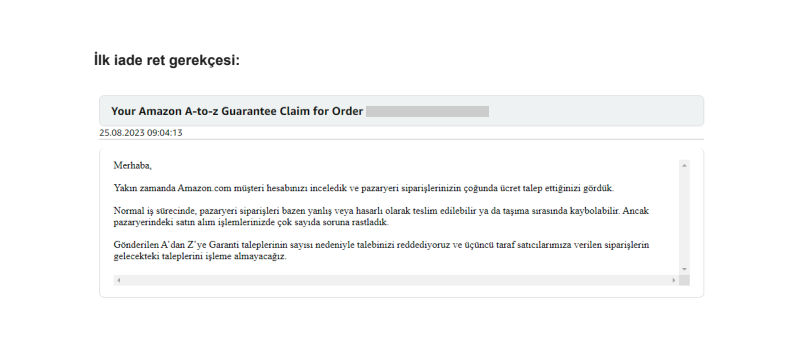 İlk iade ret gerekçesi:
Your Amazon A-to-z Guarantee Claim for Order
25.08.2023 09:04:13
Merhaba,
Yakın zamanda Amazon.com müşteri hesabınızı inceledik ve pazaryeri siparişlerinizin çoğunda ücret talep ettiğinizi gördük.
Normal iş sürecinde, pazaryeri siparişleri bazen yanlış veya hasarlı olarak teslim edilebilir ya da taşıma sırasında kaybolabilir. Ancak
pazaryerindeki satın alım işlemlerinizde çok sayıda soruna rastladık.
Gönderilen A'dan Z'ye Garanti taleplerinin sayısı nedeniyle talebinizi reddediyoruz ve üçüncü taraf satıcılarımıza verilen siparişlerin
gelecekteki taleplerini işleme almayacağız.